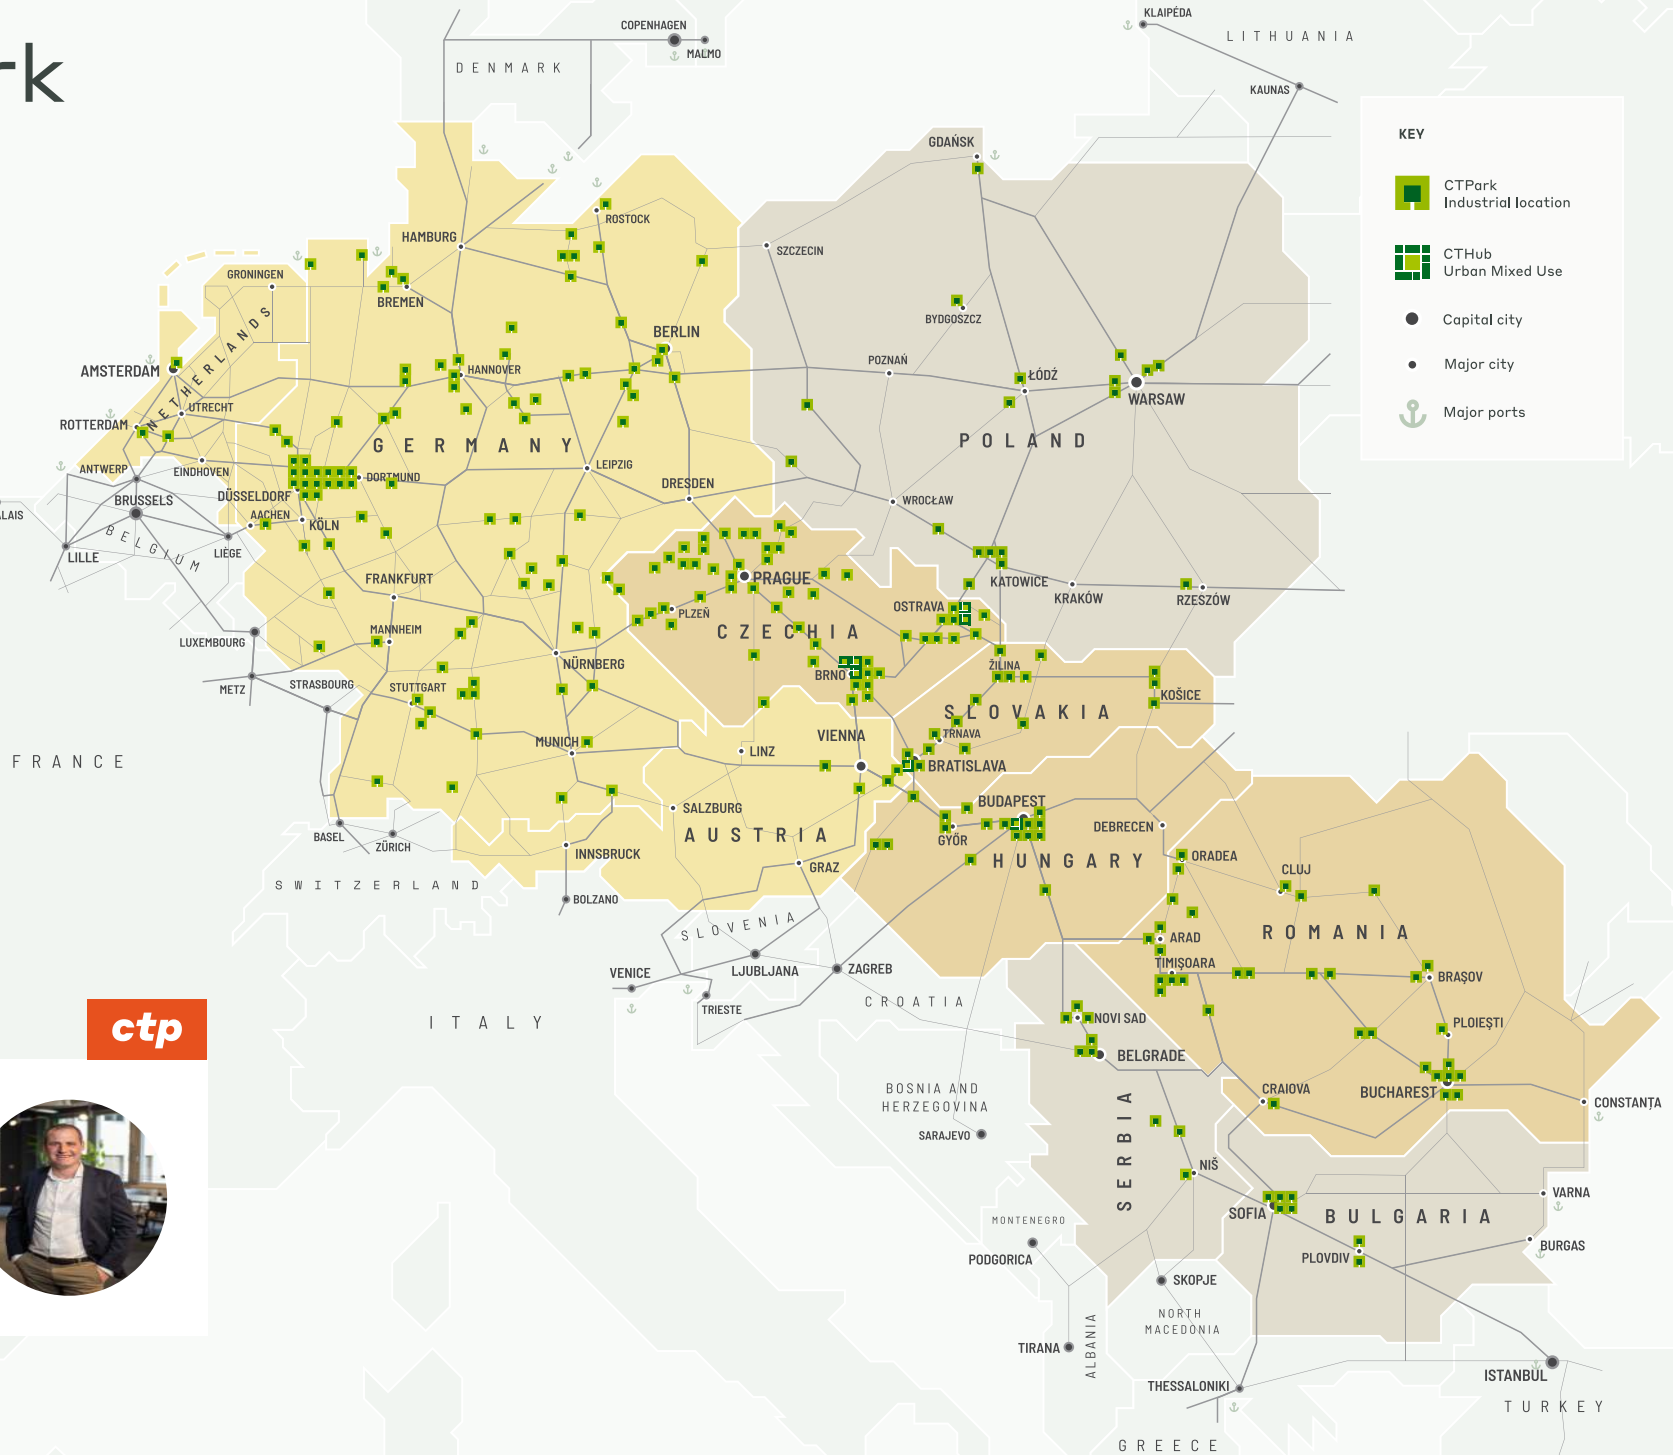 rk
KEY
CTPark
Industrial location
CTHub
Urban Mixed Use
Capital city
Major city
Major ports
COPENHAGEN
MALMO
DENMARK
KLAIPÉDA
LITHUANIA
KAUNAS
GDAŃSK
ROSTOCK
HAMBURG
SZCZECIN
GRONINGEN
BREMEN
BYDGOSZCZ
BERLIN
AMSTERDAM
NETHERLANDS
HANNOVER
POZNAŃ
ŁÓDŹ
WARSAW
UTRECHT
ROTTERDAM
GERMANY
POLAND
ANTWERP
EINDHOVEN
DORTMUND
LEIPZIG
DRESDEN
BRUSSELS
DÜSSELDORF
WROCŁAW
LAIS
AACHEN
KÖLN
BELGIUM
LIÈGE
LILLE
FRANKFURT
PRAGUE
KATOWICE
KRAKÓW
RZESZÓW
OSTRAVA
PLZEŇ
CZECHIA
MANNHEIM
LUXEMBOURG
NÜRNBERG
ŽILINA
BRNO
METZ
STRASBOURG
STUTTGART
KOŠICE
SLOVAKIA
TRNAVA
VIENNA
MUNICH
LINZ
FRANCE
BRATISLAVA
BUDAPEST
SALZBURG
AUSTRIA
GYŐR
DEBRECEN
BASEL
ZÜRICH
INNSBRUCK
GRAZ
HUNGARY
ORADEA
CLUJ
SWITZERLAND
BOLZANO
SLOVENIA
ROMANIA
ARAD
TIMIȘOARA
BRAȘOV
VENICE
LJUBLJANA
ZAGREB
TRIESTE
CROATIA
ITALY
NOVI SAD
PLOIEȘTI
BELGRADE
ctp
BOSNIA AND
HERZEGOVINA
CRAIOVA
BUCHAREST
CONSTANȚA
SARAJEVO
SERBIA
NIŠ
VARNA
SOFIA
BULGARIA
MONTENEGRO
PODGORICA
PLOVDIV
BURGAS
SKOPJE
NORTH
MACEDONIA
TIRANA
ALBANIA
ISTANBUL
THESSALONIKI
TURKEY
GREECE